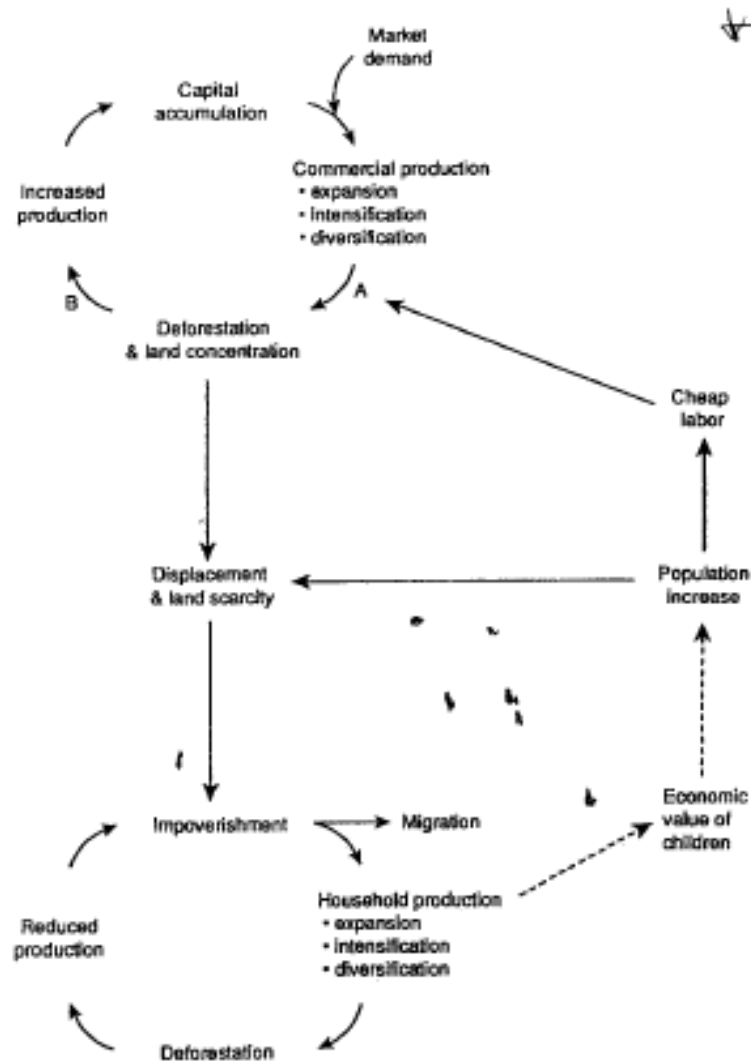 Market
demand
Capital
accumulation
Increased
production
Commercial production
• expansion
• intensification
• diversification
B
A
Deforestation
& land concentration
Cheap
labor
Displacement
& land scarcity
Population
increase
Economic
value of
children
Impoverishment
Migration
Household production
• expansion
• intensification
• diversification
Reduced
production
Deforestation